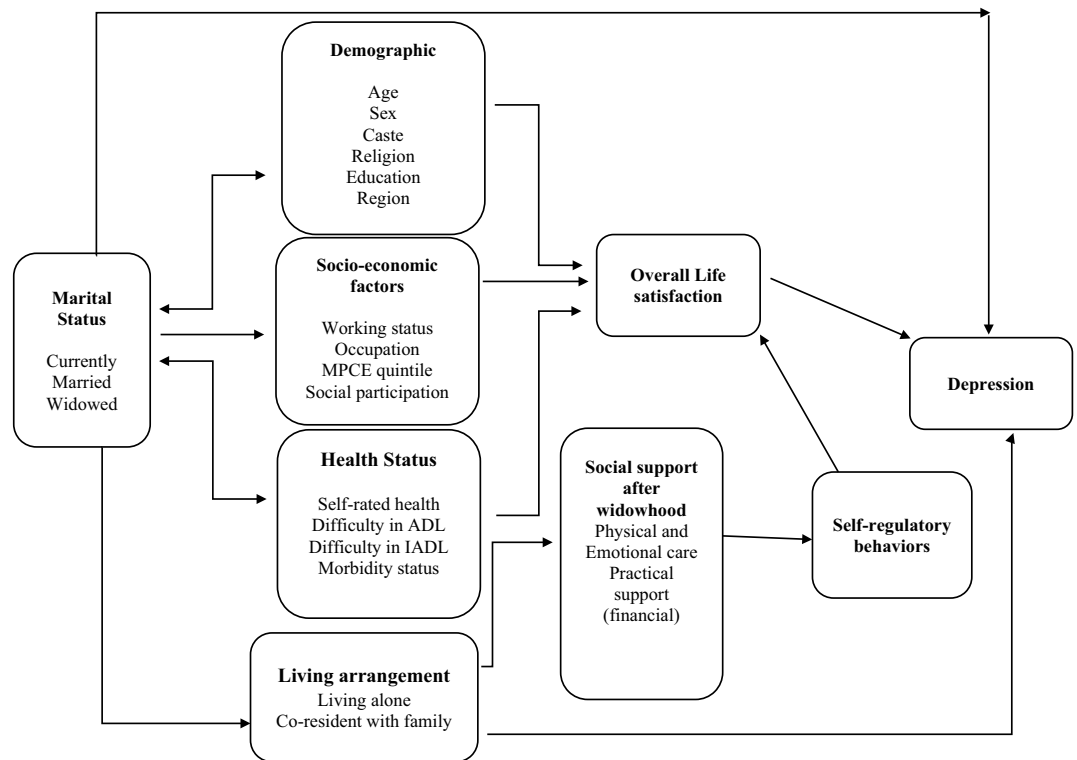 Demographic
Age
Sex
Caste
Religion
Education
Region
Marital
Status
Currently
Married
Widowed
Socio-economic
factors
Working status
Occupation
MPCE quintile
Social participation
Health Status
Self-rated health
Difficulty in ADL
Difficulty in IADL
Morbidity status
Living arrangement
Living alone
Co-resident with family
Overall Life
satisfaction
Social support
after
widowhood
Physical and
Emotional care
Practical
support
(financial)
Self-regulatory
behaviors
Depression